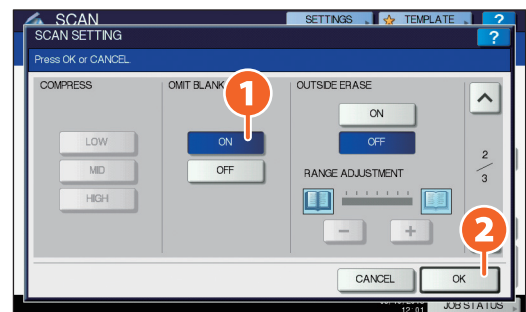 SCAN
SETTINGS
TEMPLATE
?
SCAN SETTING
?
Press OK or CANCEL
COMPRESS
OMIT BLANK
OUTSIDE ERASE
1
ON
LOW
ON
OFF
MID
OFF
RANGE ADJUSTMENT
2
3
HIGH
-
+
2
CANCEL
OK
12:01
JOB STATUS